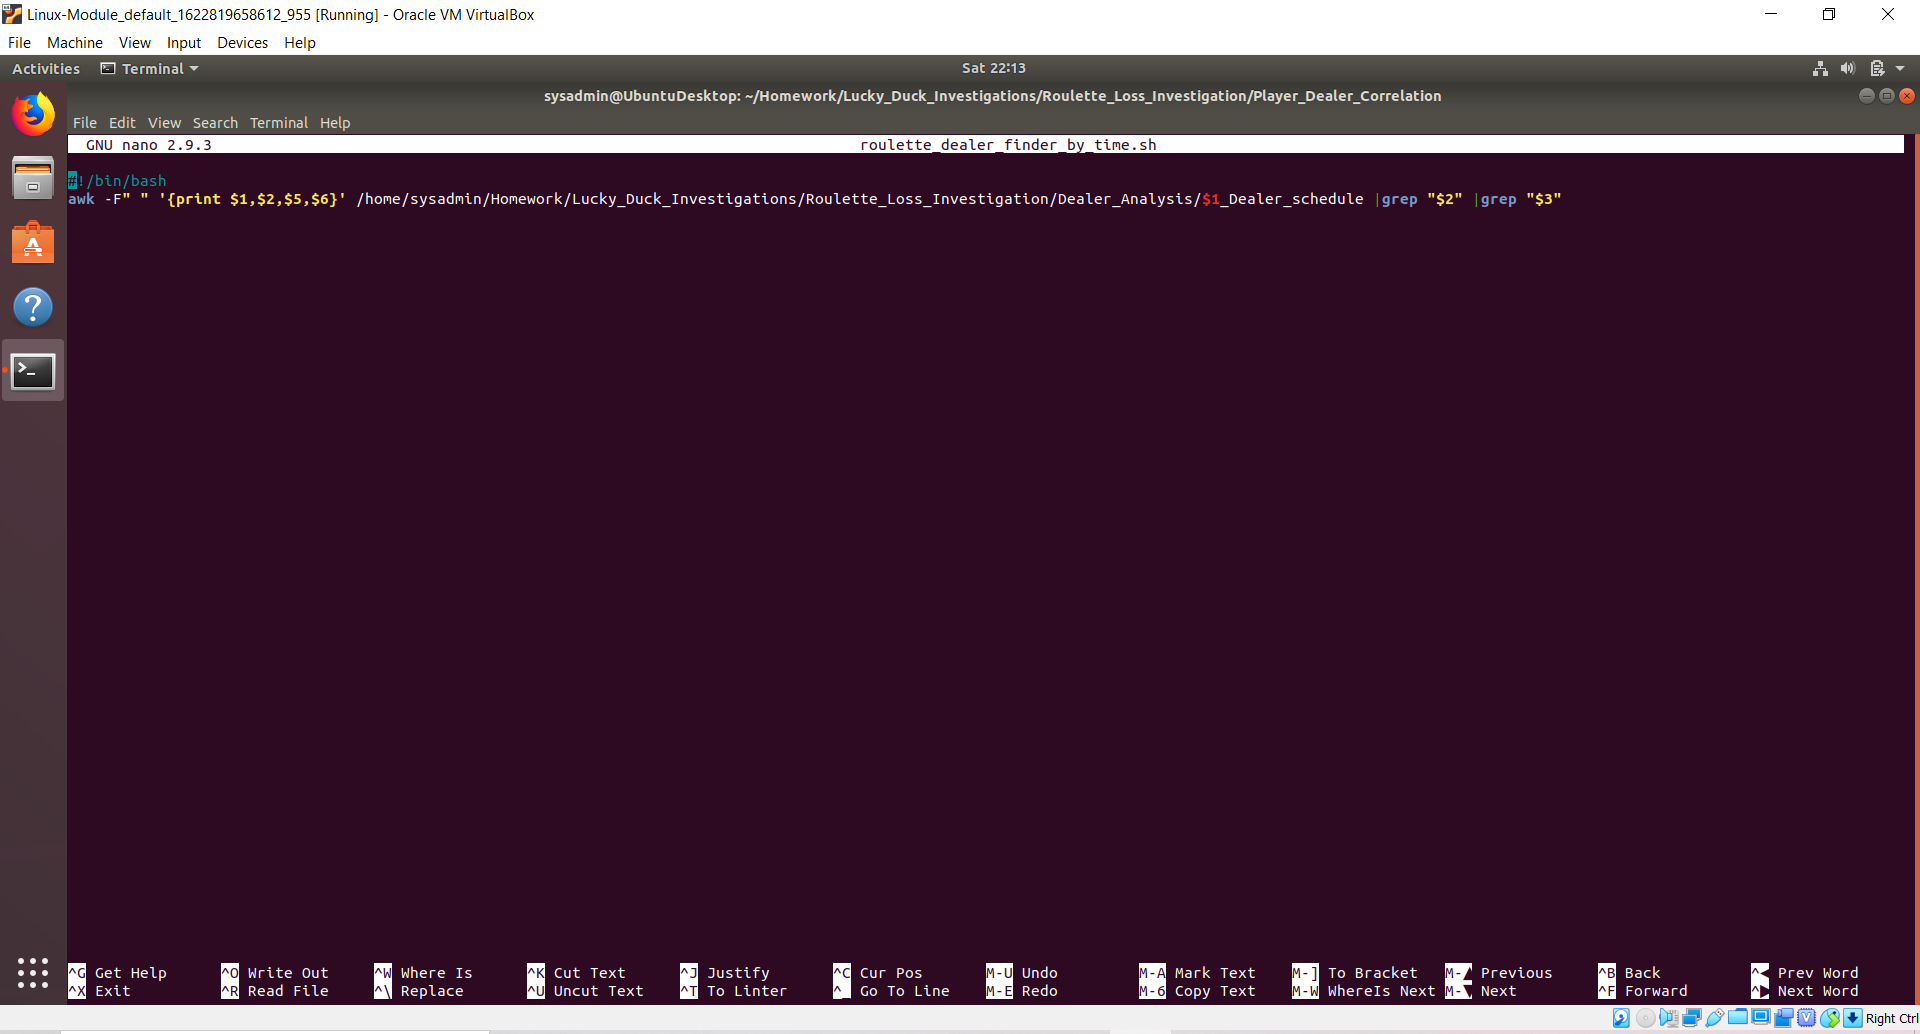 Linux-Module_default_1622819658612_955 [Running] - Oracle VM VirtualBox
File Machine View Input Devices Help
Activities Terminal Sat 22:13
sysadmin@UbuntuDesktop: ~/Homework/Lucky_Duck_Investigations/Roulette_Loss_Investigation/Player_Dealer_Correlation
File Edit View Search Terminal Help
GNU nano 2.9.3 roulette_dealer_finder_by_time.sh
#!/bin/bash
awk -F" " '{print $1,$2,$5,$6}' /home/sysadmin/Homework/Lucky_Duck_Investigations/Roulette_Loss_Investigation/Dealer_Analysis/$1_Dealer_schedule |grep "$2" |grep "$3"
^G Get Help ^O Write Out ^W Where Is ^K Cut Text ^J Justify ^C Cur Pos M-U Undo M-A Mark Text M-] To Bracket M-▲ Previous ^B Back ^◀ Prev Word
^X Exit ^R Read File ^\ Replace ^U Uncut Text ^T To Linter ^_ Go To Line M-E Redo M-6 Copy Text M-W WhereIs Next M-▼ Next ^F Forward ^▶ Next Word
Right Ctrl